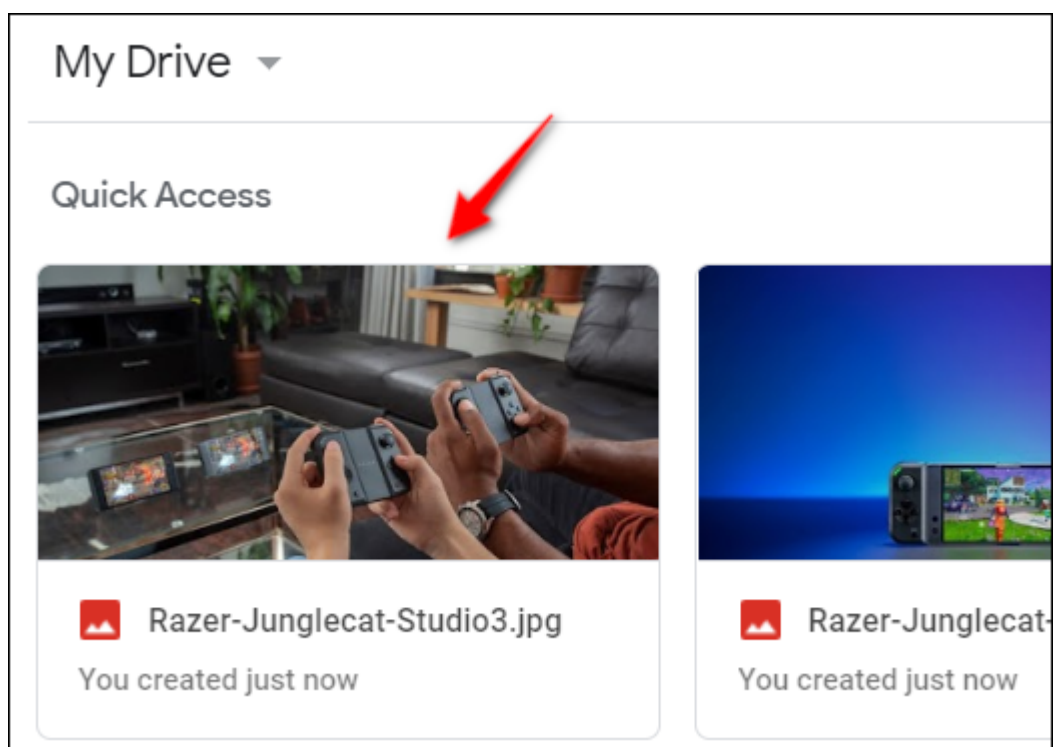 My Drive
Quick Access
Razer-Junglecat-Studio3.jpg
You created just now
Razer-Junglecat-
You created just now